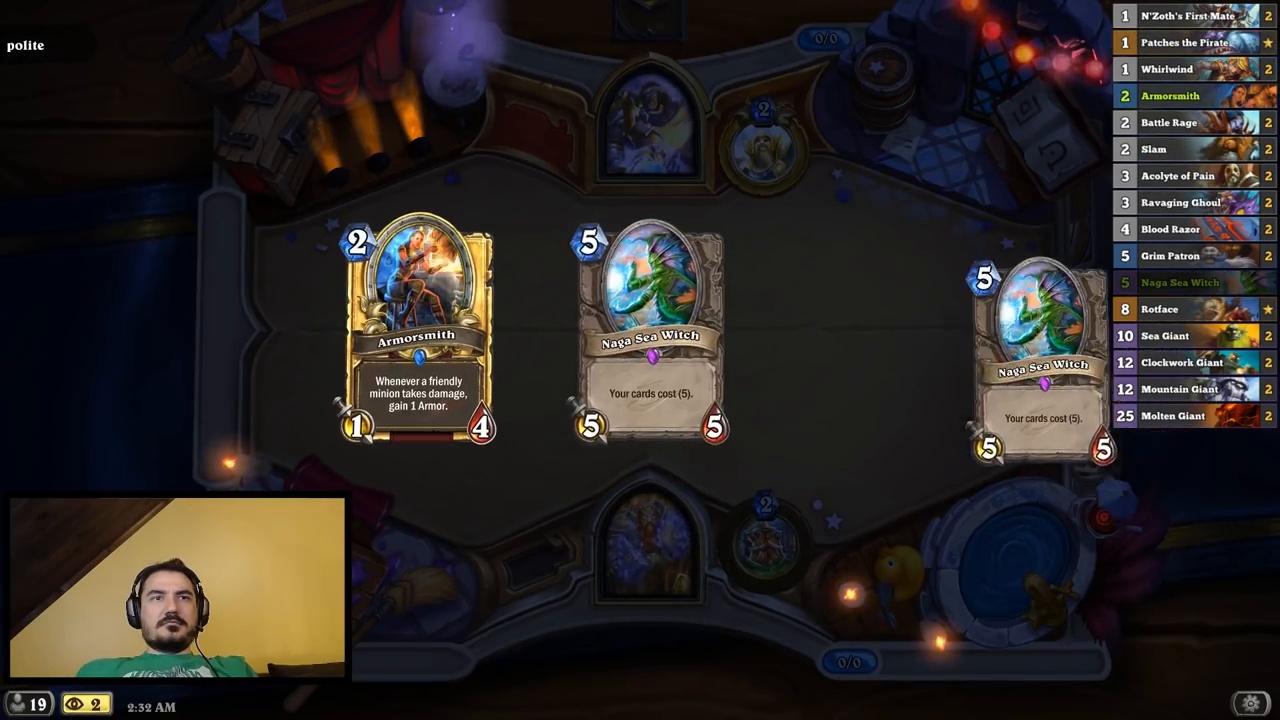 polite
0/0
2
2
Armorsmith
Whenever a friendly
minion takes damage,
gain 1 Armor.
1
4
5
Naga Sea Witch
Your cards cost (5).
5
5
5
Naga Sea Witch
Your cards cost (5).
5
5
2
0/0
1 N'Zoth's First Mate 2
1 Patches the Pirate
1 Whirlwind 2
2 Armorsmith
2 Battle Rage 2
2 Slam 2
3 Acolyte of Pain 2
3 Ravaging Ghoul 2
4 Blood Razor 2
5 Grim Patron 2
5 Naga Sea Witch
8 Rotface
10 Sea Giant 2
12 Clockwork Giant 2
12 Mountain Giant 2
25 Molten Giant 2
19
2
2:32 AM